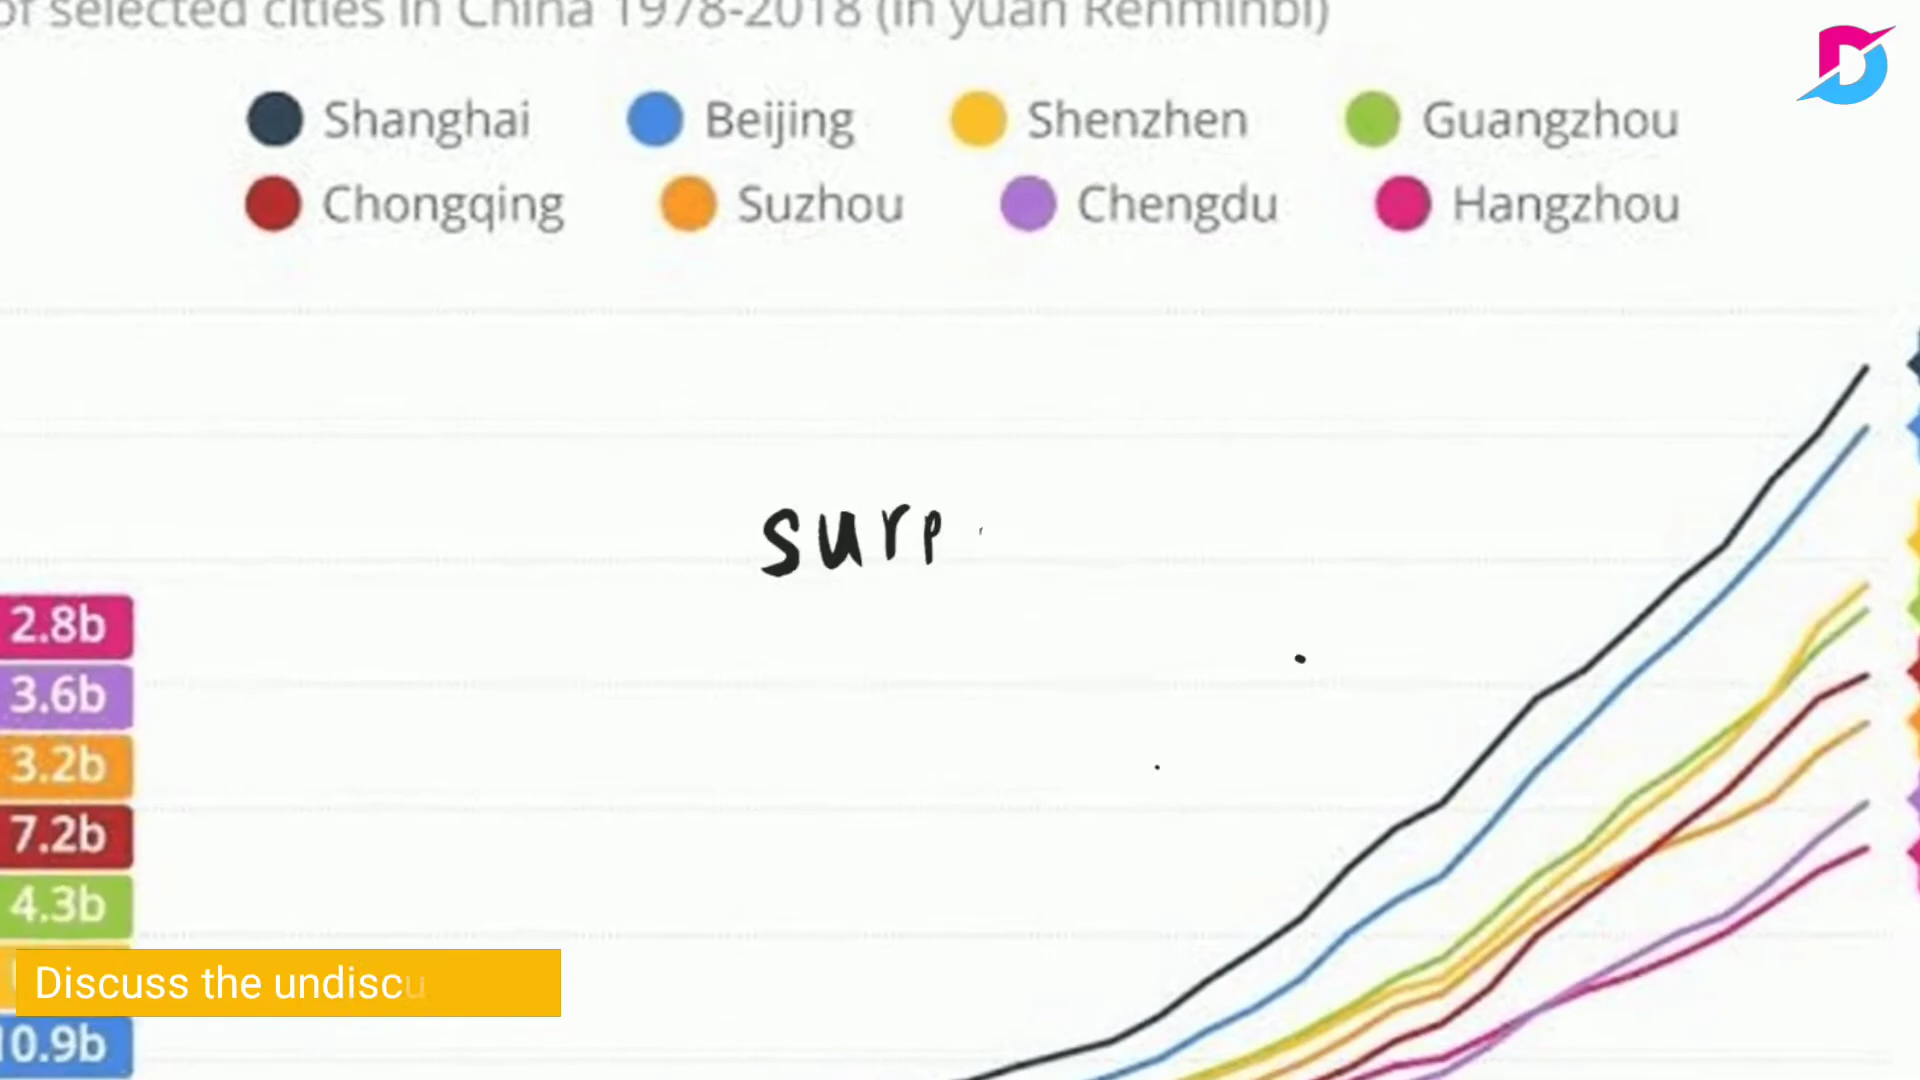 of selected cities in China 1978-2018 (in yuan Renminbi)
Shanghai Beijing Shenzhen Guangzhou
Chongqing Suzhou Chengdu Hangzhou
surp
2.8b
3.6b
3.2b
7.2b
4.3b
Discuss the undiscu
10.9b